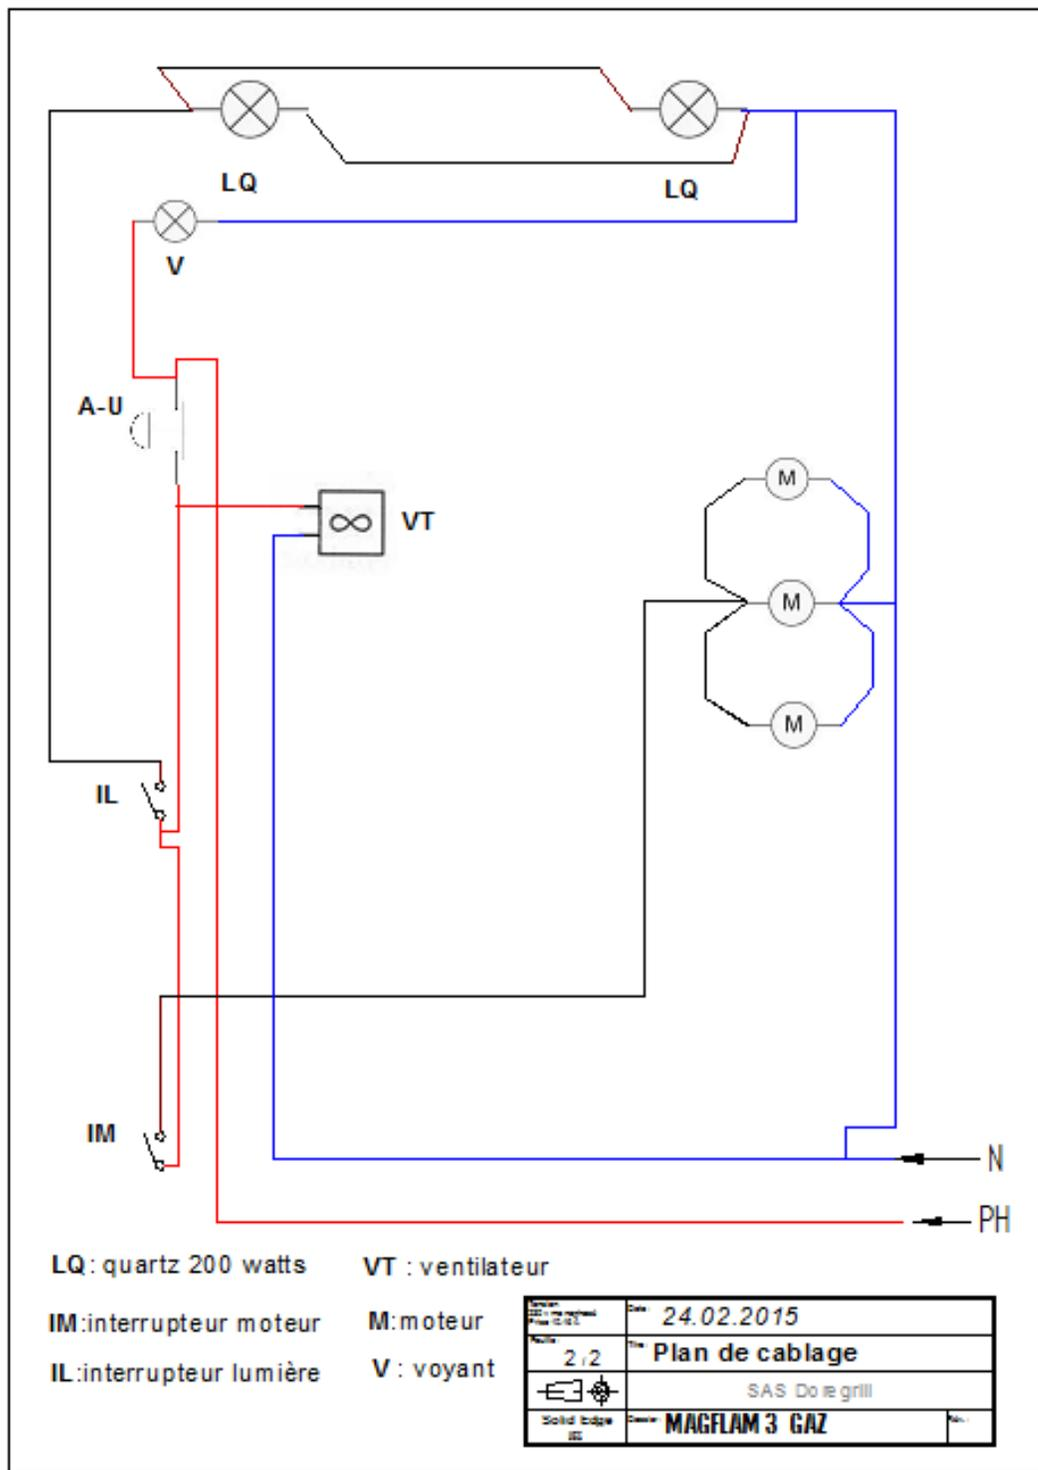 LQ
LQ
V
A-U
VT
M
M
M
IL
IM
N
PH
LQ: quartz 200 watts
VT : ventilateur
IM:interrupteur moteur
M:moteur
IL:interrupteur lumière
V : voyant
Date:
24.02.2015
2/2
Plan de cablage
SAS Doregrill
Solid Edge
MAGFLAM 3 GAZ